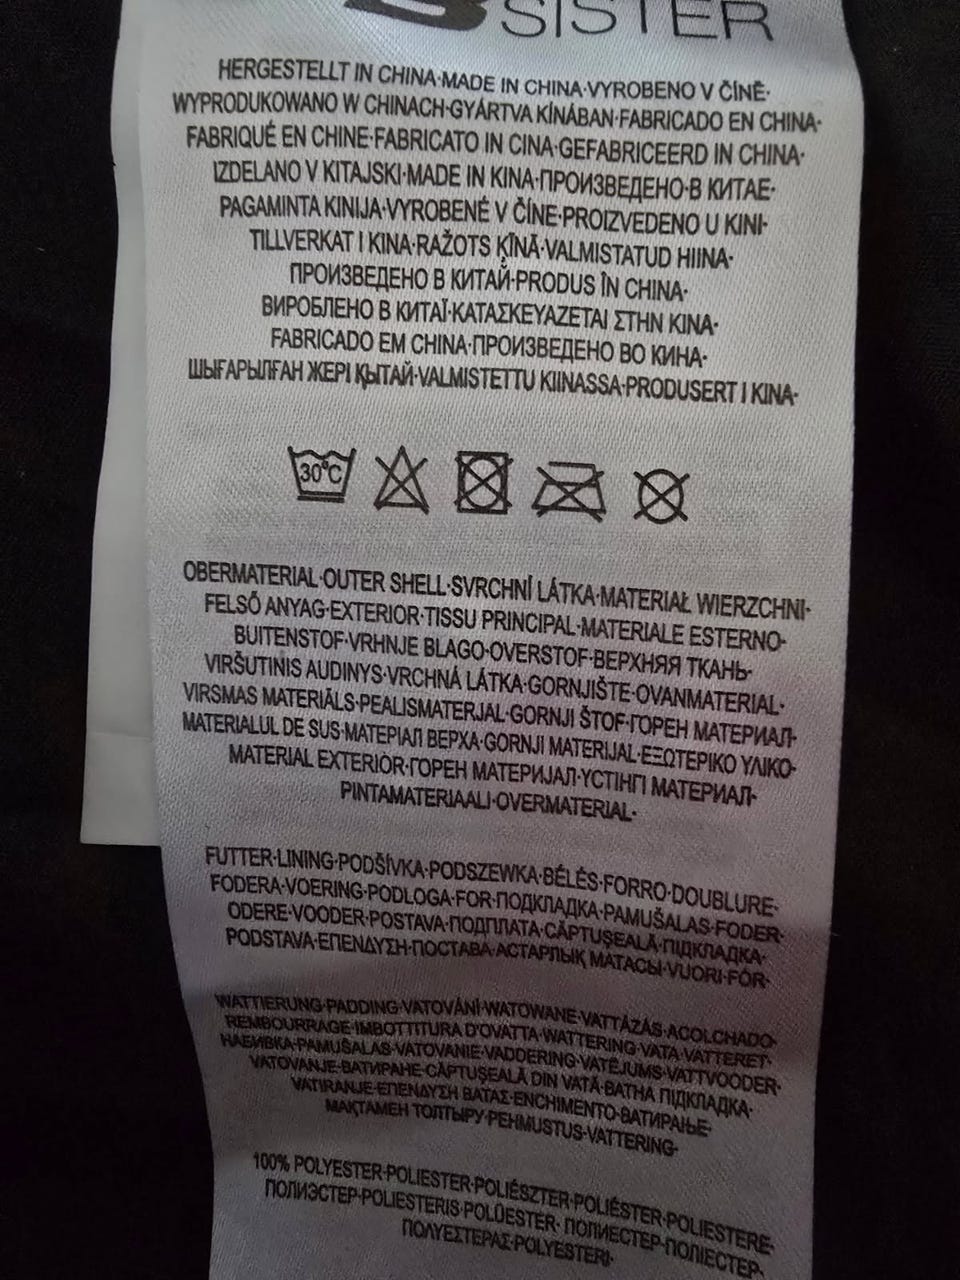 SISTER
HERGESTELLT IN CHINA·MADE IN CHINA·VYROBENO V ČÍNĚ·
WYPRODUKOWANO W CHINACH·GYÁRTVA KÍNÁBAN·FABRICADO EN CHINA·
FABRIQUÉ EN CHINE·FABRICATO IN CINA·GEFABRICEERD IN CHINA·
IZDELANO V KITAJSKI·MADE IN KINA·ПРОИЗВЕДЕНО·В КИТАЕ·
PAGAMINTA KINIJA·VYROBENÉ V ČÍNE·PROIZVEDENO U KINI·
TILLVERKAT I KINA·RAŽOTS ĶĪNĀ·VALMISTATUD HIINA·
ПРОИЗВЕДЕНО В КИТАЙ·PRODUS ÎN CHINA·
ВИРОБЛЕНО В КИТАЇ·ΚΑΤΑΣΚΕΥΑΖΕΤΑΙ ΣΤΗΝ ΚΙΝΑ·
FABRICADO EM CHINA·ПРОИЗВЕДЕНО ВО КИНА·
ШЫҒАРЫЛҒАН ЖЕРІ ҚЫТАЙ·VALMISTETTU KIINASSA·PRODUSERT I KINA·
30°C
OBERMATERIAL·OUTER SHELL·SVRCHNÍ LÁTKA·MATERIAŁ WIERZCHNI·
FELSŐ ANYAG·EXTERIOR·TISSU PRINCIPAL·MATERIALE ESTERNO·
BUITENSTOF·VRHNJE BLAGO·OVERSTOF·ВЕРХНЯЯ ТКАНЬ·
VIRŠUTINIS AUDINYS·VRCHNÁ LÁTKA·GORNJIŠTE·OVANMATERIAL·
VIRSMAS MATERIĀLS·PEALISMATERJAL·GORNJI ŠTOF·ГОРЕН МАТЕРИАЛ·
MATERIALUL DE SUS·МАТЕРІАЛ ВЕРХА·GORNJI MATERIJAL·ΕΞΩΤΕΡΙΚΟ ΥΛΙΚΟ·
MATERIAL EXTERIÒR·ГОРЕН МАТЕРИЈАЛ·ҮСТІҢГІ МАТЕРИАЛ·
PINTAMATERIAALI·OVERMATERIAL·
FUTTER·LINING·PODŠÍVKA·PODSZEWKA·BÉLÉS·FORRO·DOUBLURE·
FODERA·VOERING·PODLOGA·FOR·ПОДКЛАДКА·PAMUŠALAS·FODER·
ODERE·VOODER·POSTAVA·ПОДПЛАТА·CĂPTUȘEALĂ·ПІДКЛАДКА·
PODSTAVA·ΕΠΕΝΔΥΣΗ·ПОСТАВА·АСТАРЛЫҚ МАТАСЫ·VUORI·FÔR·
WATTIERUNG·PADDING·VATOVÁNÍ·WATOWANE·VATTÁZÁS·ACOLCHADO·
REMBOURRAGE·IMBOTTITURA D'OVATTA·WATTERING·VATA·VATTERET·
НАБИВКА·PAMUŠALAS·VATOVANIE·VADDERING·VATĒJUMS·VATTVOODER·
VATOVANJE·ВАТИРАНЕ·CĂPTUȘEALĂ DIN VATĂ·ВАТНА ПІДКЛАДКА·
VATIRANJE·ΕΠΕΝΔΥΣΗ ΒΑΤΑΣ·ENCHIMENTO·ВАТИРАЊЕ·
МАҚТАМЕН ТОЛТЫРУ·PEHMUSTUS·VATTERING·
100% POLYESTER·POLIESTER·POLIÉSZTER·POLIÉSTER·POLIESTERE·
ПОЛИЭСТЕР·POLIESTERIS·POLÜESTER· ПОЛИЕСТЕР·ПОЛІЕСТЕР·
ΠΟΛΥΕΣΤΕΡΑΣ·POLYESTERI·